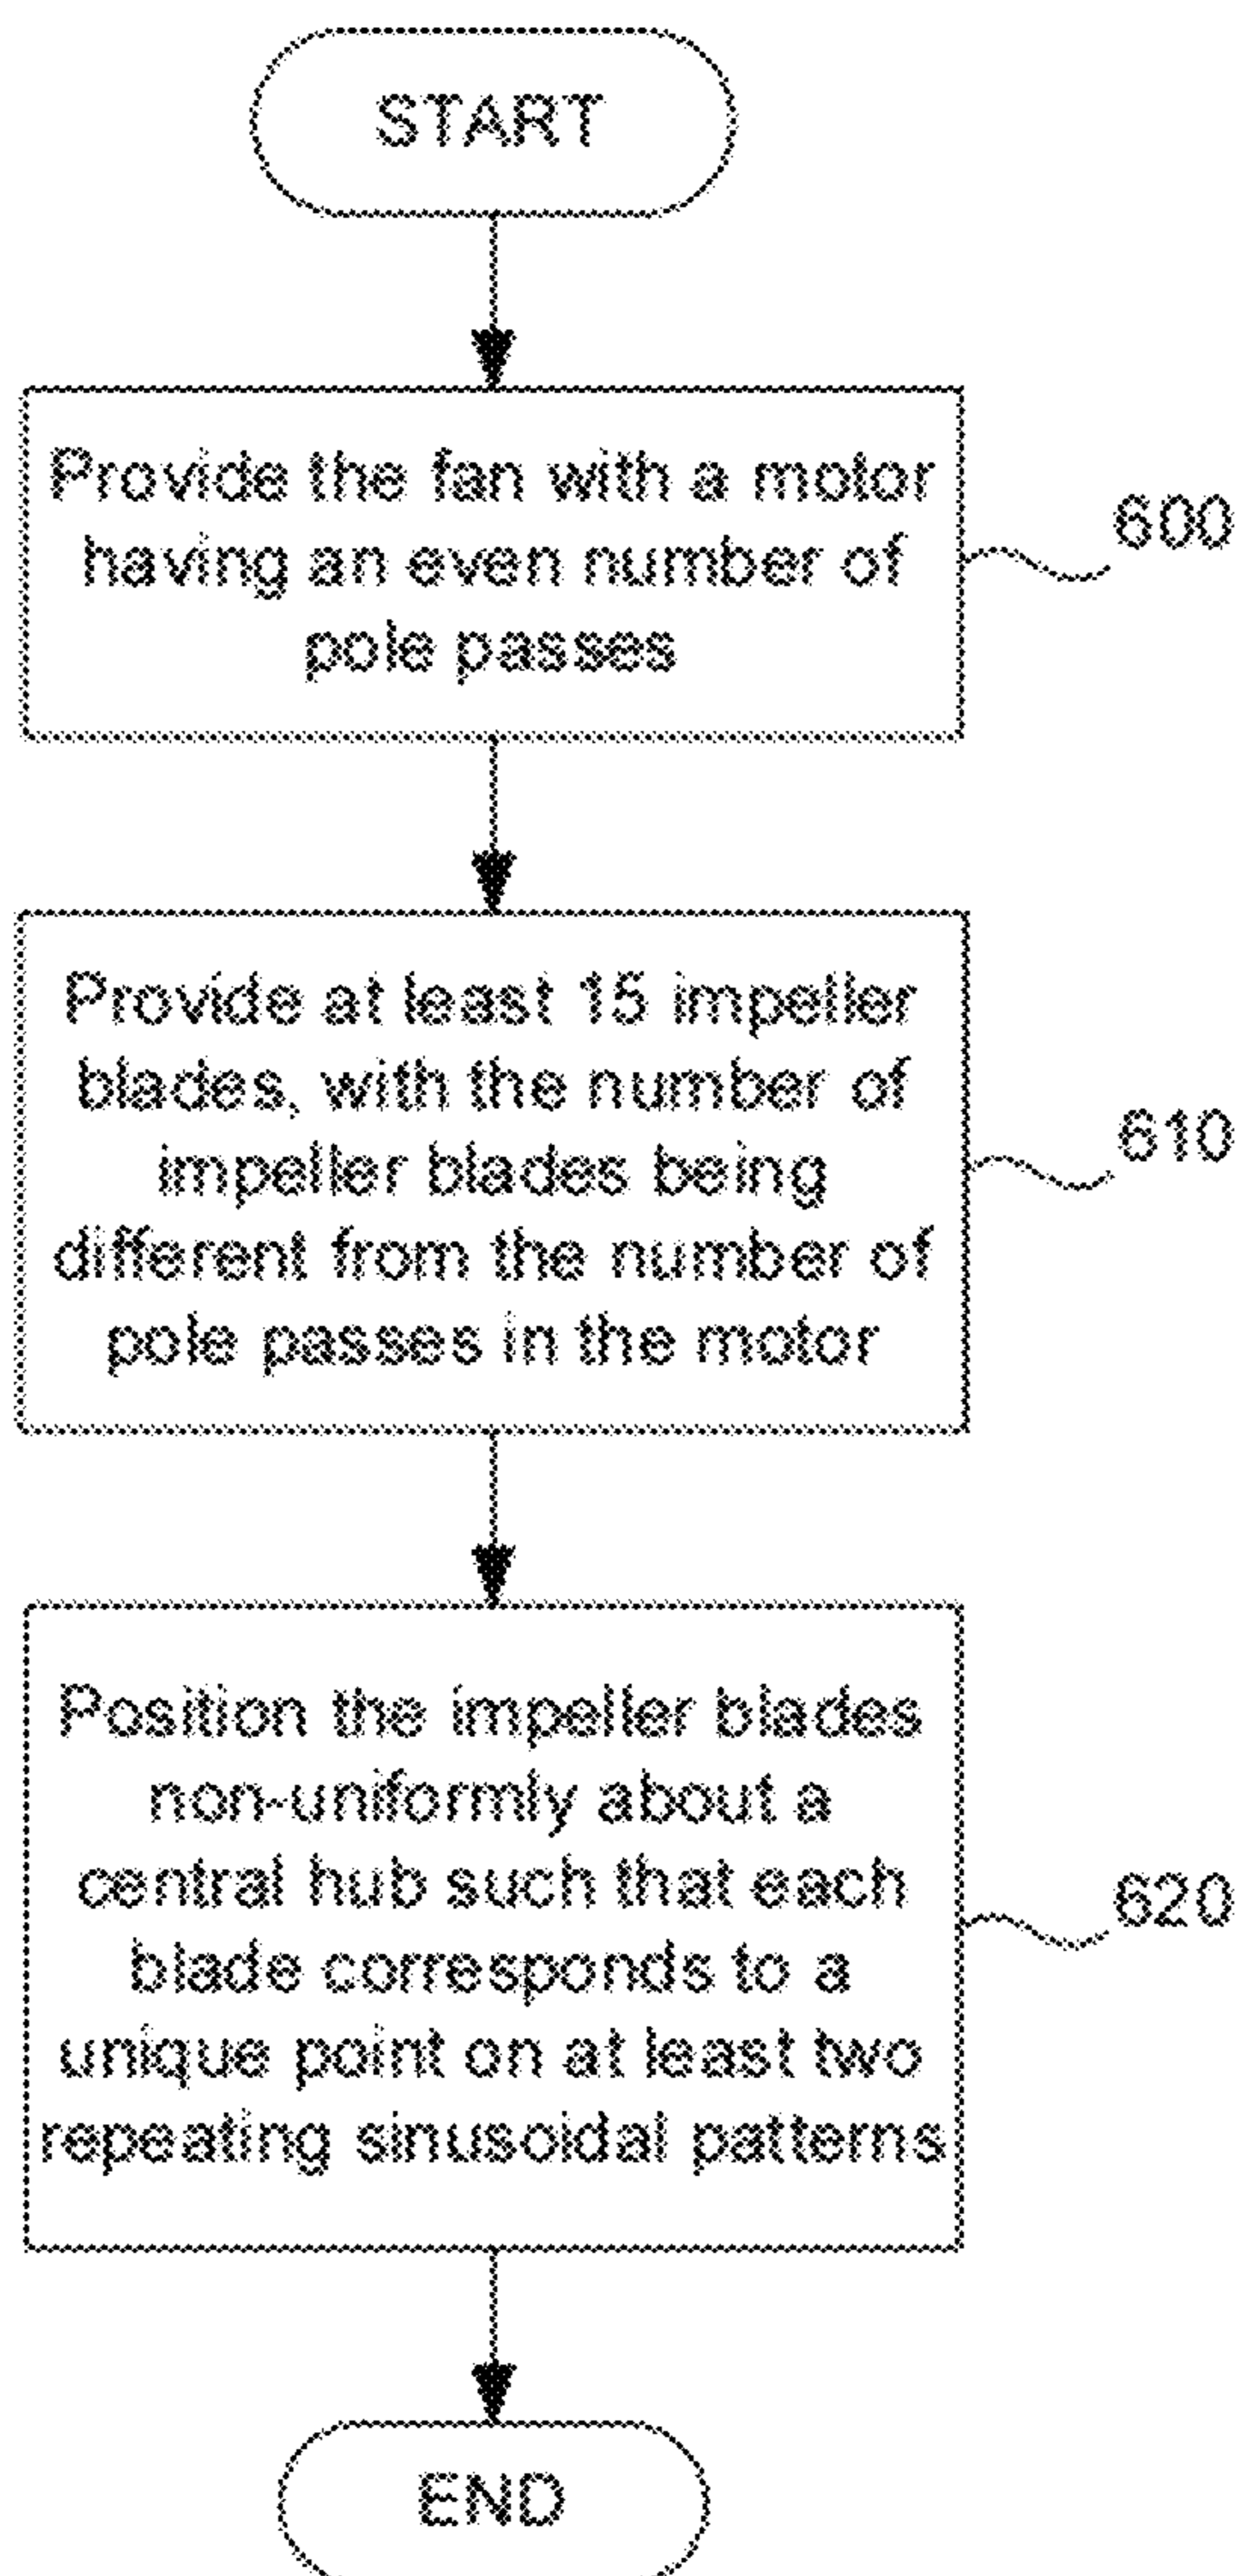 START
Provide the fan with a motor
having an even number of
pole passes
600
Provide at least 15 impeller
blades, with the number of
impeller blades being
different from the number of
pole passes in the motor
610
Position the impeller blades
non-uniformly about a
central hub such that each
blade corresponds to a
unique point on at least two
repeating sinusoidal patterns
620
END